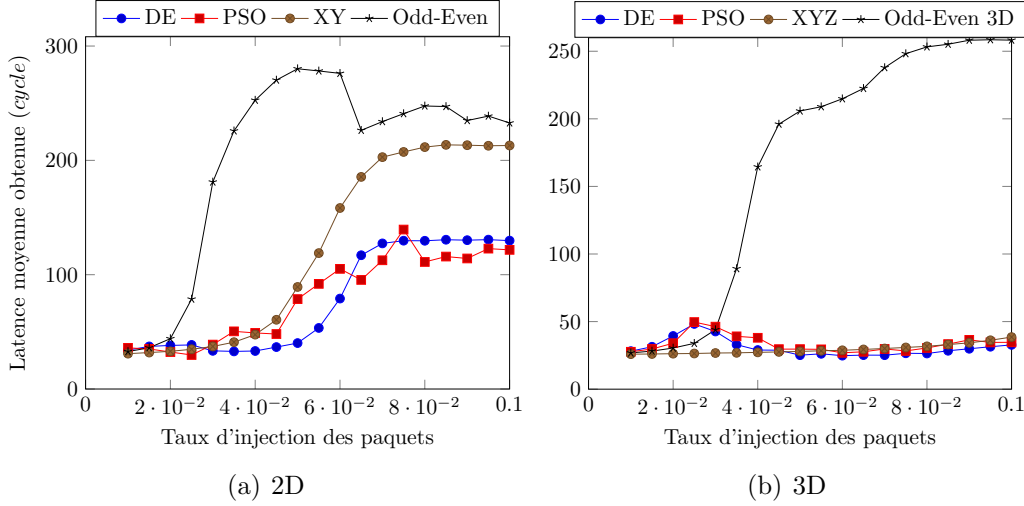 DE PSO XY Odd-Even
300
200
100
0
Latence moyenne obtenue (cycle)
0 2 · 10⁻² 4 · 10⁻² 6 · 10⁻² 8 · 10⁻² 0.1
Taux d'injection des paquets
(a) 2D
DE PSO XYZ Odd-Even 3D
250
200
150
100
50
0
0 2 · 10⁻² 4 · 10⁻² 6 · 10⁻² 8 · 10⁻² 0.1
Taux d'injection des paquets
(b) 3D